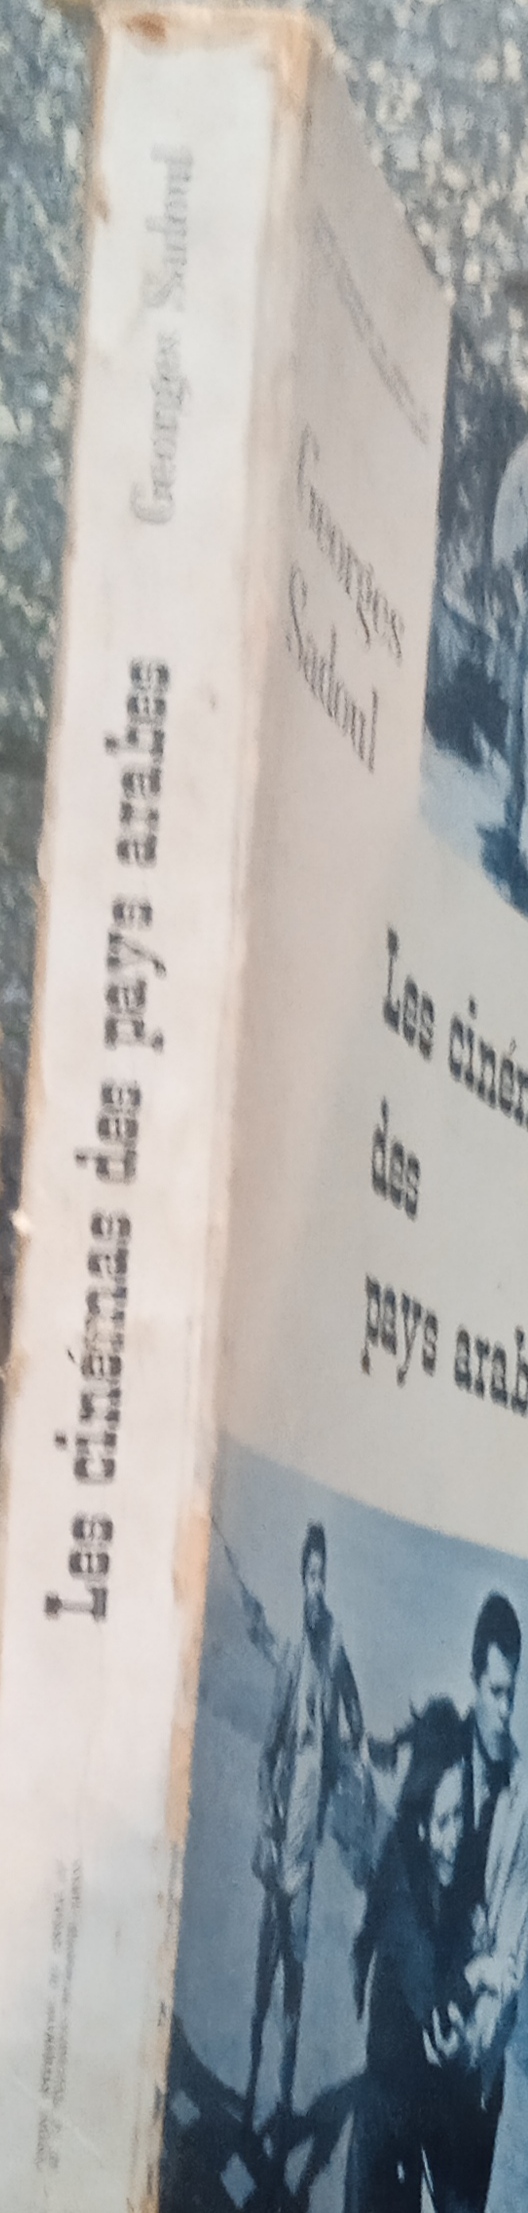 Georges Sadoul
Les cinémas des pays arabes
Georges
Sadoul
Les ciném
des
pays arab